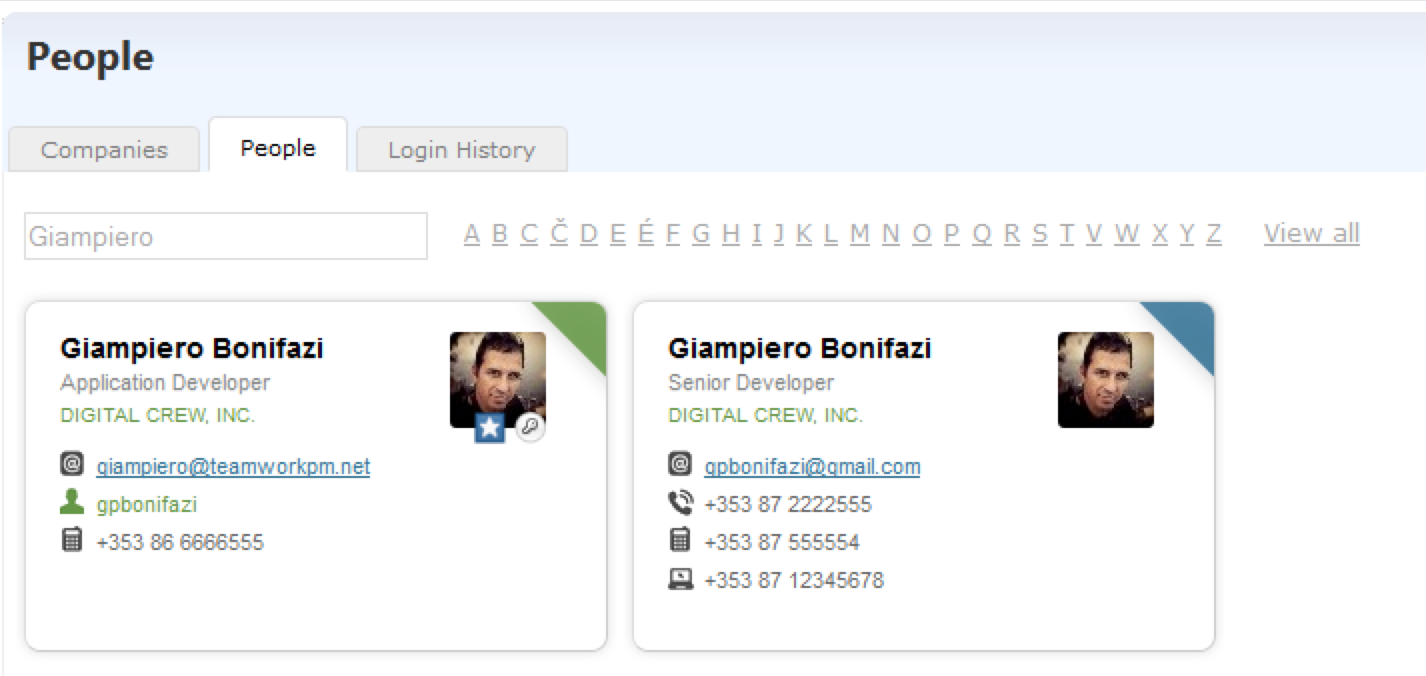 People
Companies People Login History
Giampiero A B C Č D E É F G H I J K L M N O P Q R S T V W X Y Z View all
Giampiero Bonifazi
Application Developer
DIGITAL CREW, INC.
giampiero@teamworkpm.net
gpbonifazi
+353 86 6666555
Giampiero Bonifazi
Senior Developer
DIGITAL CREW, INC.
gpbonifazi@gmail.com
+353 87 2222555
+353 87 555554
+353 87 12345678